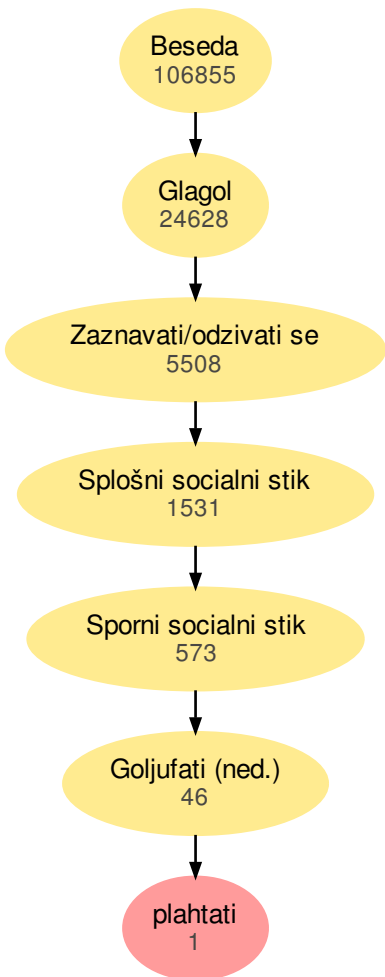 Beseda
106855
Glagol
24628
Zaznavati/odzivati se
5508
Splošni socialni stik
1531
Sporni socialni stik
573
Goljufati (ned.)
46
plahtati
1